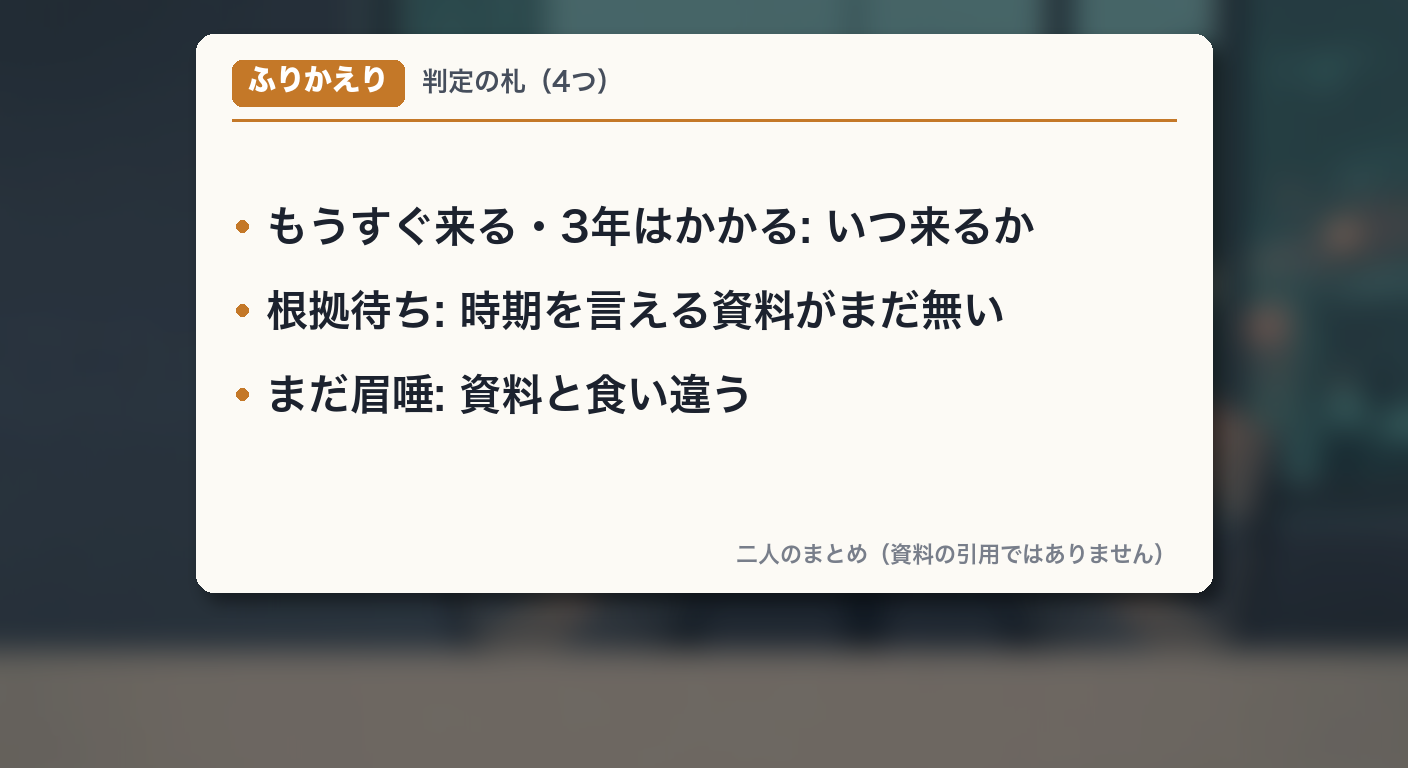 ふりかえり 判定の札（4つ）
• もうすぐ来る・3年はかかる: いつ来るか
• 根拠待ち: 時期を言える資料がまだ無い
• まだ眉唾: 資料と食い違う
二人のまとめ（資料の引用ではありません）